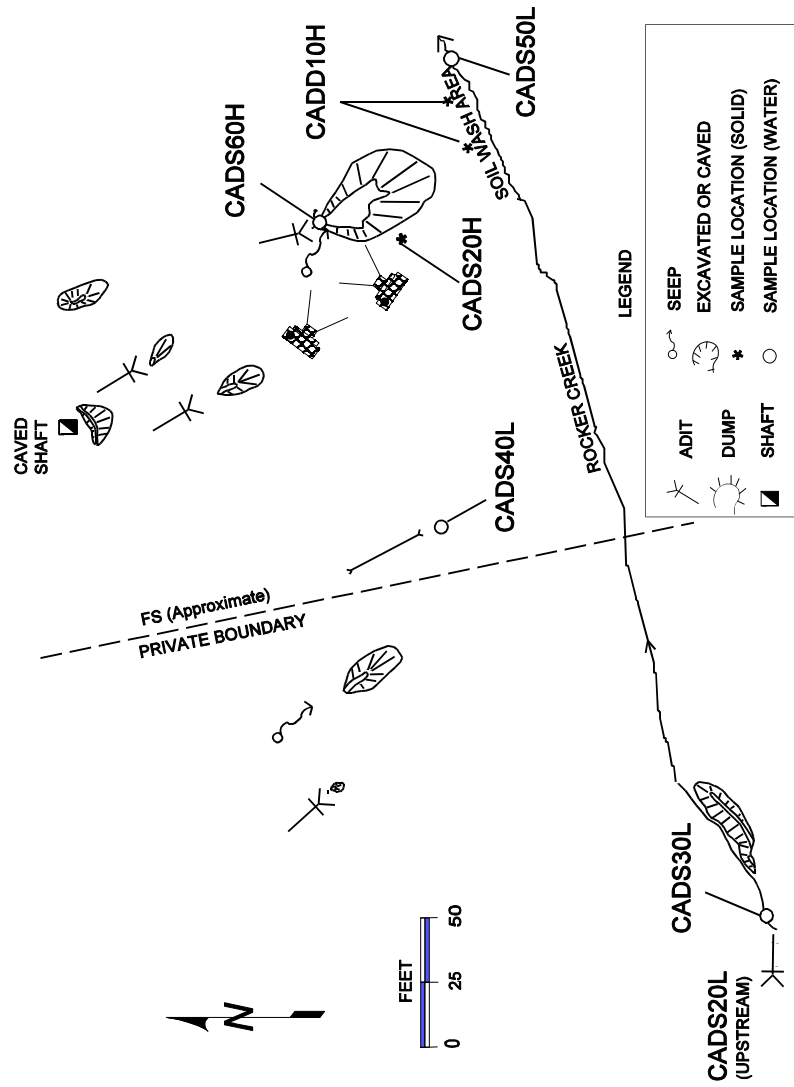 CAVED
SHAFT
CADS60H
CADD10H
CADS20H
SOIL WASH AREA
CADS50L
FS (Approximate)
PRIVATE BOUNDARY
CADS40L
ROCKER CREEK
CADS30L
CADS20L
(UPSTREAM)
N
FEET
0 25 50
LEGEND
ADIT
SEEP
DUMP
EXCAVATED OR CAVED
SHAFT
SAMPLE LOCATION (SOLID)
SAMPLE LOCATION (WATER)